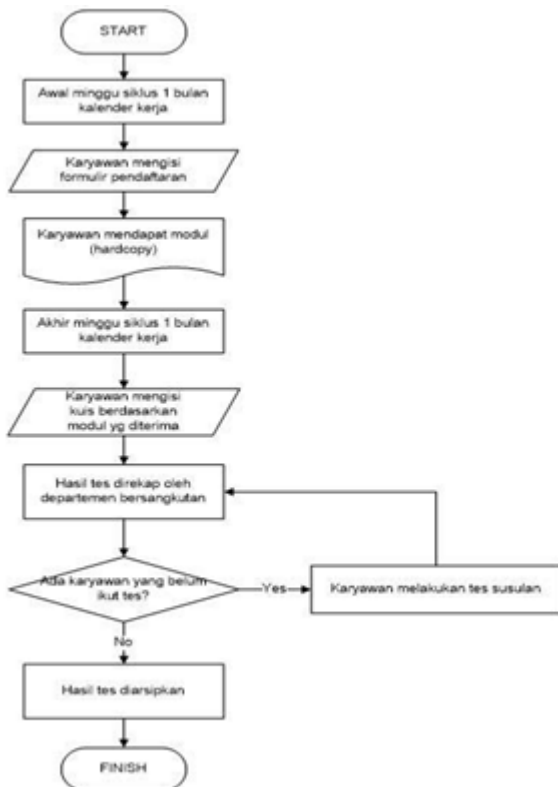 START
Awal minggu siklus 1 bulan
kalender kerja
Karyawan mengisi
formulir pendaftaran
Karyawan mendapat modul
(hardcopy)
Akhir minggu siklus 1 bulan
kalender kerja
Karyawan mengisi
kuis berdasarkan
modul yg diterima
Hasil tes direkap oleh
departemen bersangkutan
Ada karyawan yang belum
ikut tes?
Yes
Karyawan melakukan tes susulan
No
Hasil tes diarsipkan
FINISH